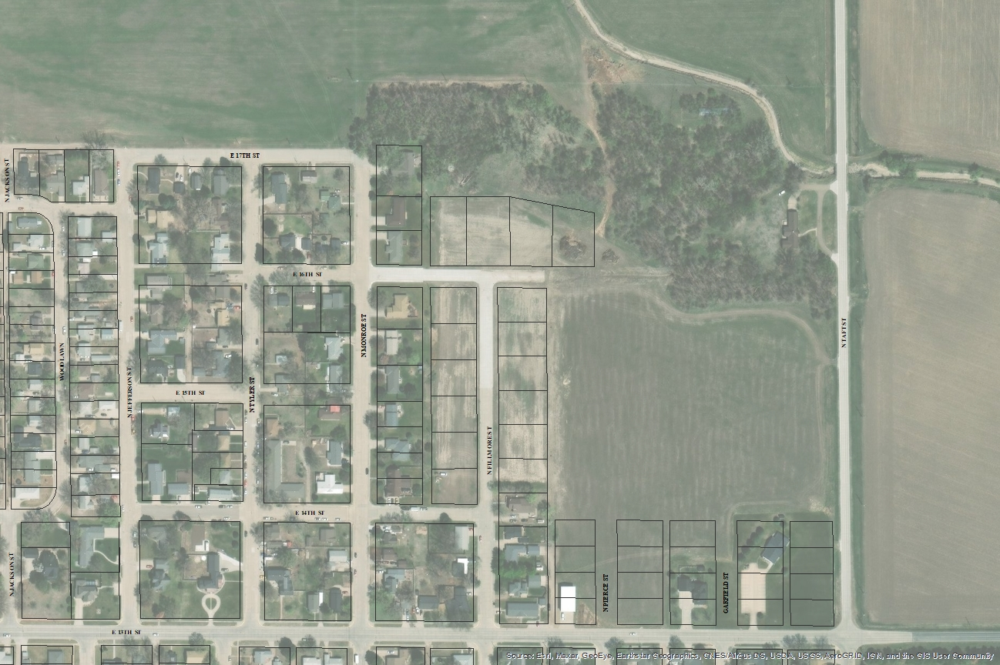 E 17TH ST
N JACKSON ST
E 16TH ST
N MONROE ST
N TAFT ST
WOODLAWN
N JEFFERSON ST
E 15TH ST
N TYLER ST
N FILLMORE ST
E 14TH ST
N JACKSON ST
N PIERCE ST
GARFIELD ST
E 13TH ST
Source: Esri, Maxar, GeoEye, Earthstar Geographics, CNES/Airbus DS, USDA, USGS, AeroGRID, IGN, and the GIS User Community